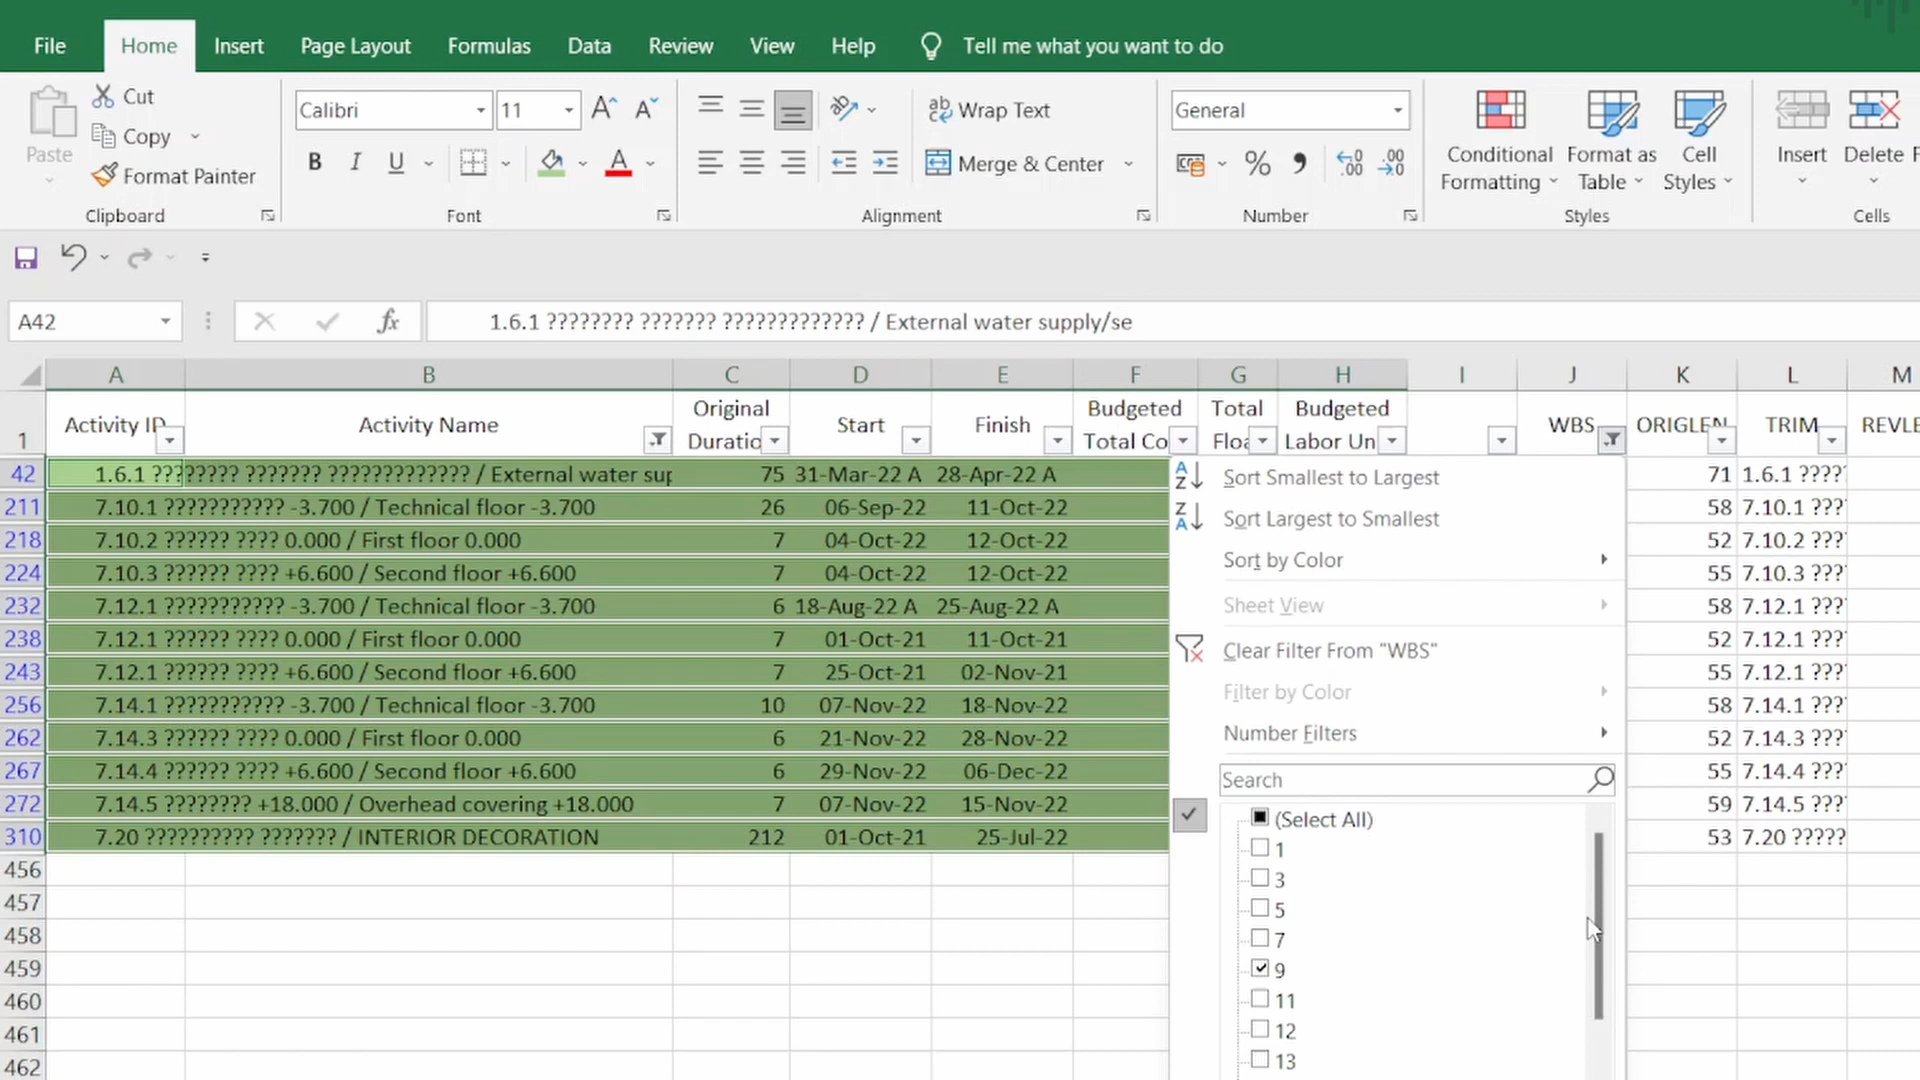 File Home Insert Page Layout Formulas Data Review View Help Tell me what you want to do
Paste Cut Copy Format Painter Clipboard
Calibri 11 A A B I U A Font
ab Wrap Text Merge & Center Alignment
General % 9 .00 .00 →.0 Number
Conditional Formatting Format as Table Cell Styles Styles
Insert Delete F Cells
A42 fx 1.6.1 ???????? ??????? ????????????? / External water supply/se
A B C D E F G H I J K L M
1 Activity ID Activity Name Original Duratio Start Finish Budgeted Total Co Total Floa Budgeted Labor Un WBS ORIGLEN TRIM REVLE
42 1.6.1 ???????? ??????? ????????????? / External water sup 75 31-Mar-22 A 28-Apr-22 A 71 1.6.1 ????
211 7.10.1 ??????????? -3.700 / Technical floor -3.700 26 06-Sep-22 11-Oct-22 58 7.10.1 ???
218 7.10.2 ?????? ???? 0.000 / First floor 0.000 7 04-Oct-22 12-Oct-22 52 7.10.2 ???
224 7.10.3 ?????? ???? +6.600 / Second floor +6.600 7 04-Oct-22 12-Oct-22 55 7.10.3 ???
232 7.12.1 ??????????? -3.700 / Technical floor -3.700 6 18-Aug-22 A 25-Aug-22 A 58 7.12.1 ???
238 7.12.1 ?????? ???? 0.000 / First floor 0.000 7 01-Oct-21 11-Oct-21 52 7.12.1 ???
243 7.12.1 ?????? ???? +6.600 / Second floor +6.600 7 25-Oct-21 02-Nov-21 55 7.12.1 ???
256 7.14.1 ??????????? -3.700 / Technical floor -3.700 10 07-Nov-22 18-Nov-22 58 7.14.1 ???
262 7.14.3 ?????? ???? 0.000 / First floor 0.000 6 21-Nov-22 28-Nov-22 52 7.14.3 ???
267 7.14.4 ?????? ???? +6.600 / Second floor +6.600 6 29-Nov-22 06-Dec-22 55 7.14.4 ???
272 7.14.5 ???????? +18.000 / Overhead covering +18.000 7 07-Nov-22 15-Nov-22 59 7.14.5 ???
310 7.20 ?????????? ??????? / INTERIOR DECORATION 212 01-Oct-21 25-Jul-22 53 7.20 ?????
456
457
458
459
460
461
462
Sort Smallest to Largest
Sort Largest to Smallest
Sort by Color
Sheet View
Clear Filter From "WBS"
Filter by Color
Number Filters
Search
(Select All)
1
3
5
7
9
11
12
13